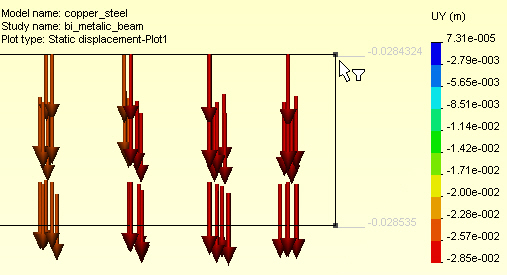 Model name: copper_steel
Study name: bi_metalic_beam
Plot type: Static displacement-Plot1
UY (m)
-0.0284324
7.31e-005
-2.79e-003
-5.65e-003
-8.51e-003
-1.14e-002
-1.42e-002
-1.71e-002
-2.00e-002
-2.28e-002
-2.57e-002
-2.85e-002
-0.028535